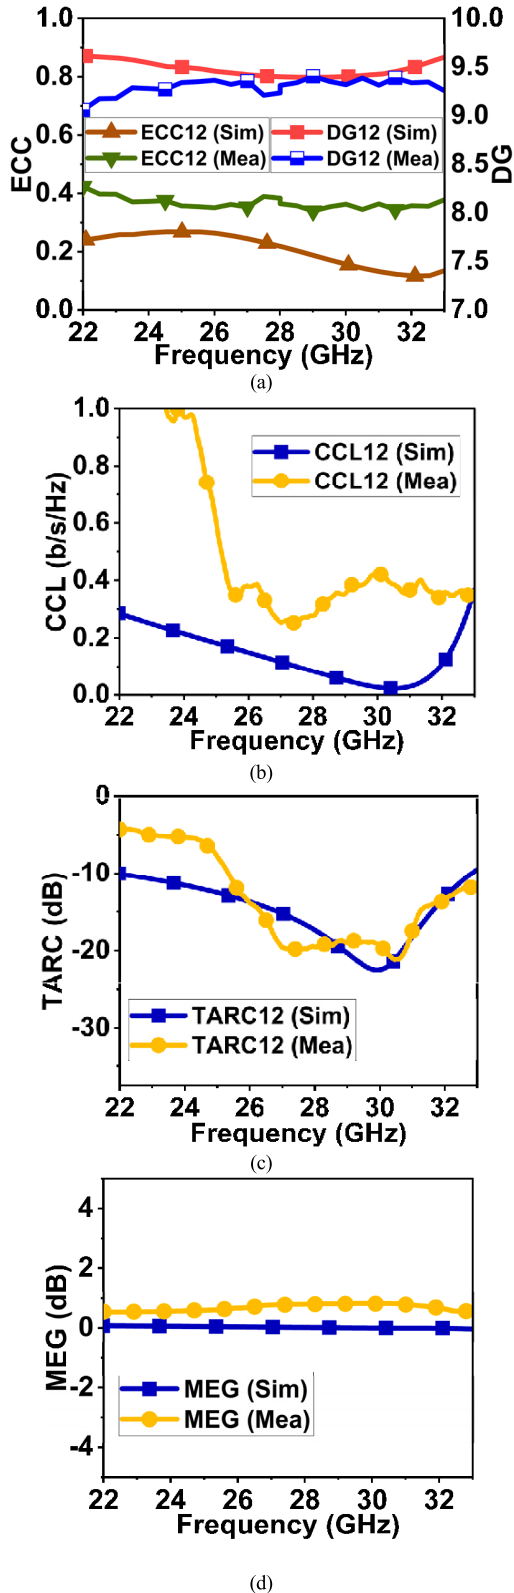 1.0 10.0
0.8 9.5
0.6 9.0
ECC12 (Sim) DG12 (Sim)
ECC12 (Mea) DG12 (Mea)
ECC DG
8.5
0.4 8.0
0.2 7.5
0.0 7.0
22 24 26 28 30 32
Frequency (GHz)
(a)
1.0
CCL12 (Sim)
CCL12 (Mea)
0.8
0.6
CCL (b/s/Hz)
0.4
0.2
0.0
22 24 26 28 30 32
Frequency (GHz)
(b)
0
-10
TARC (dB)
-20
-30
TARC12 (Sim)
TARC12 (Mea)
22 24 26 28 30 32
Frequency (GHz)
(c)
4
2
MEG (dB)
0
-2
-4
MEG (Sim)
MEG (Mea)
22 24 26 28 30 32
Frequency (GHz)
(d)